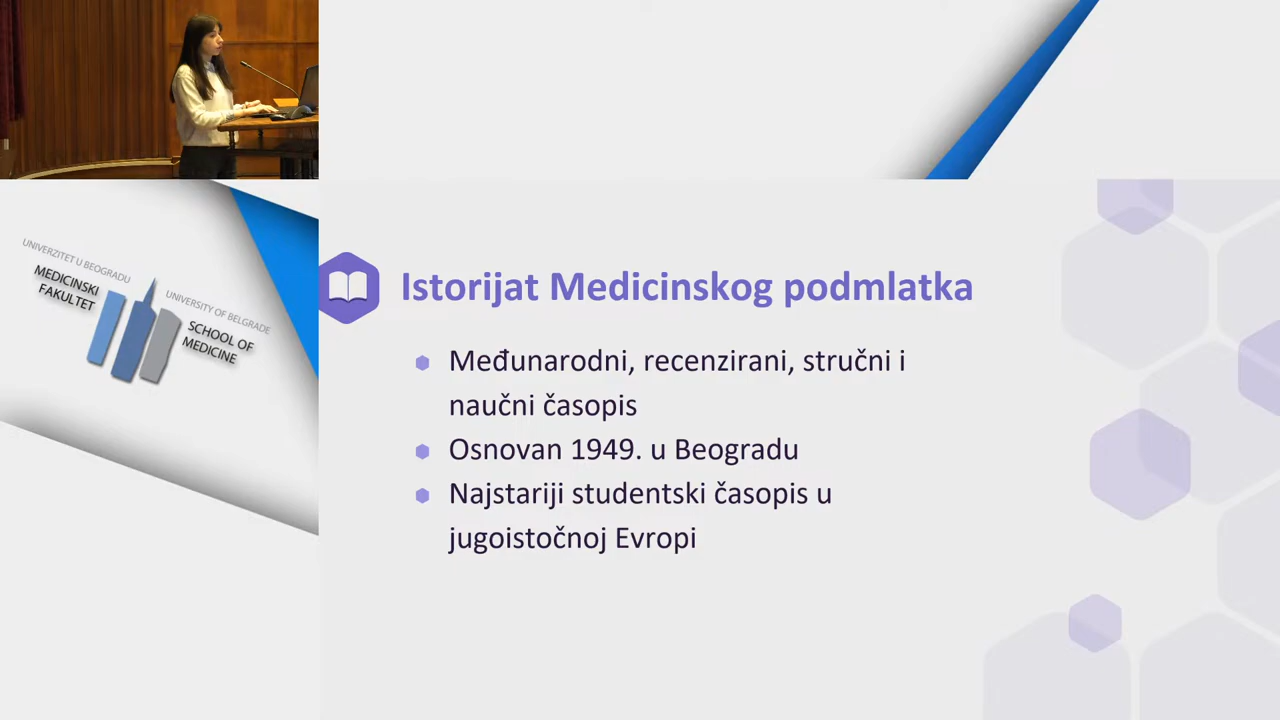 UNIVERZITET U BEOGRADU
MEDICINSKI
FAKULTET
UNIVERSITY OF BELGRADE
SCHOOL OF
MEDICINE
Istorijat Medicinskog podmlatka
Međunarodni, recenzirani, stručni i
naučni časopis
Osnovan 1949. u Beogradu
Najstariji studentski časopis u
jugoistočnoj Evropi